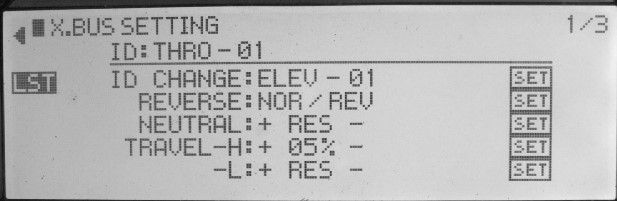 X.BUS SETTING 1/3
ID:THRO-01
LST
ID CHANGE:ELEV-01 SET
REVERSE:NOR/REV SET
NEUTRAL:+ RES - SET
TRAVEL-H:+ 05% - SET
-L:+ RES - SET